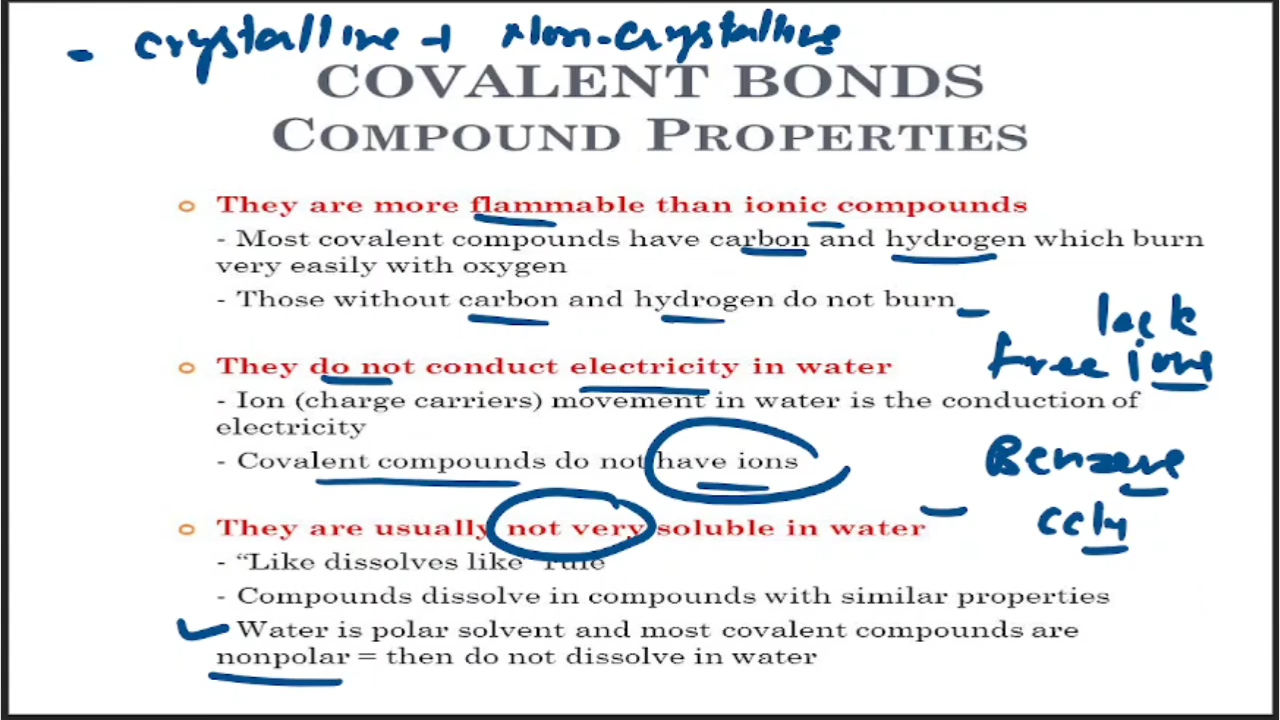 - crystalline + Non-crystalline
COVALENT BONDS
COMPOUND PROPERTIES
They are more flammable than ionic compounds
- Most covalent compounds have carbon and hydrogen which burn
very easily with oxygen
- Those without carbon and hydrogen do not burn
lack
free ions
They do not conduct electricity in water
- Ion (charge carriers) movement in water is the conduction of
electricity
- Covalent compounds do not have ions
Benzene
CCl4
They are usually not very soluble in water
- “Like dissolves like” rule
- Compounds dissolve in compounds with similar properties
- Water is polar solvent and most covalent compounds are
nonpolar = then do not dissolve in water